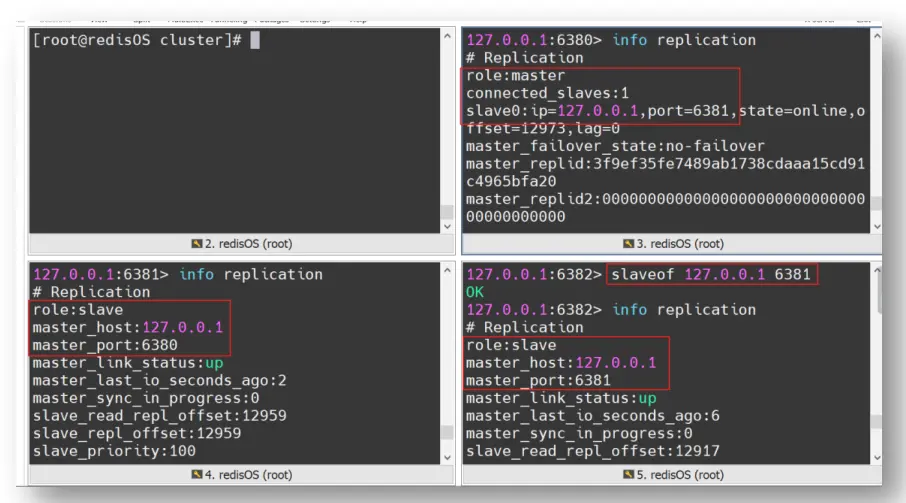 [root@redisOS cluster]#
2. redisOS (root)
127.0.0.1:6380> info replication
# Replication
role:master
connected_slaves:1
slave0:ip=127.0.0.1,port=6381,state=online,o
ffset=12973,lag=0
master_failover_state:no-failover
master_replid:3f9ef35fe7489ab1738cdaaa15cd91
c4965bfa20
master_replid2:00000000000000000000000000000
00000000000
3. redisOS (root)
127.0.0.1:6381> info replication
# Replication
role:slave
master_host:127.0.0.1
master_port:6380
master_link_status:up
master_last_io_seconds_ago:2
master_sync_in_progress:0
slave_read_repl_offset:12959
slave_repl_offset:12959
slave_priority:100
4. redisOS (root)
127.0.0.1:6382> slaveof 127.0.0.1 6381
OK
127.0.0.1:6382> info replication
# Replication
role:slave
master_host:127.0.0.1
master_port:6381
master_link_status:up
master_last_io_seconds_ago:6
master_sync_in_progress:0
slave_read_repl_offset:12917
5. redisOS (root)